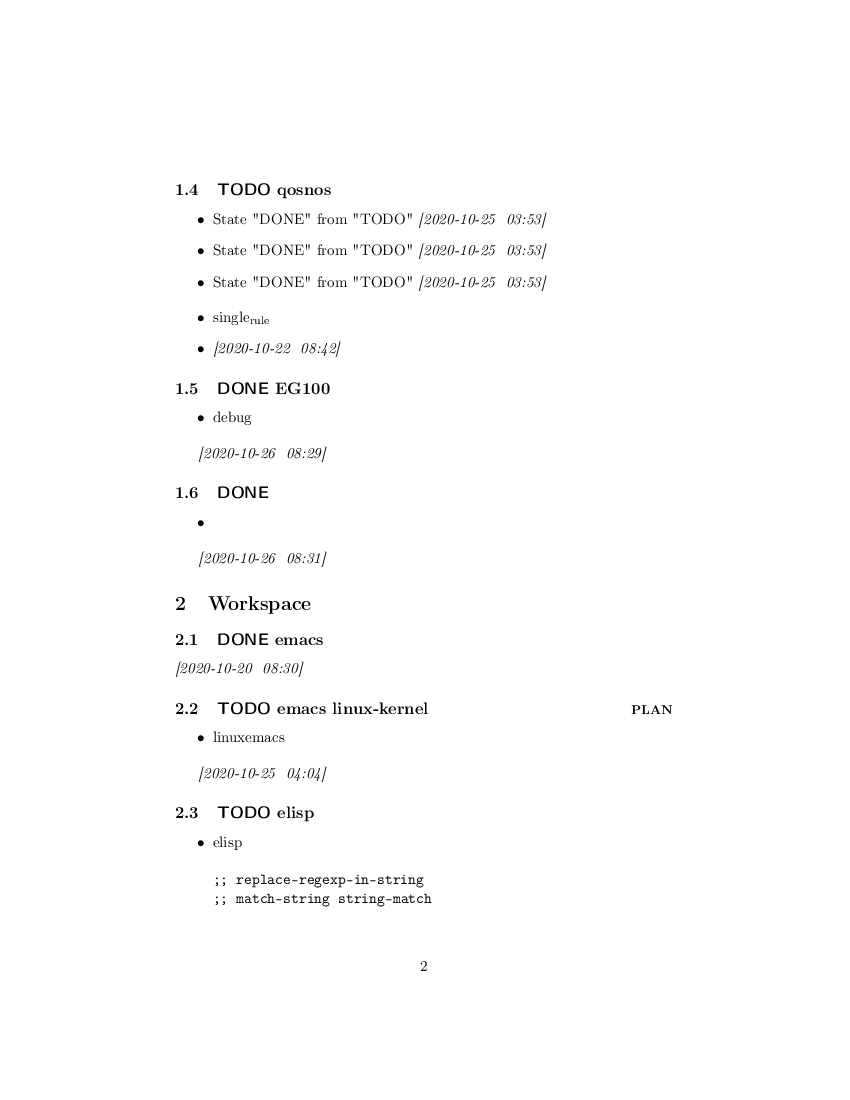 1.4 TODO qosnos
• State "DONE" from "TODO" [2020-10-25 03:53]
• State "DONE" from "TODO" [2020-10-25 03:53]
• State "DONE" from "TODO" [2020-10-25 03:53]
• single_rule
• [2020-10-22 08:42]
1.5 DONE EG100
• debug
[2020-10-26 08:29]
1.6 DONE
•
[2020-10-26 08:31]
2 Workspace
2.1 DONE emacs
[2020-10-20 08:30]
2.2 TODO emacs linux-kernel PLAN
• linuxemacs
[2020-10-25 04:04]
2.3 TODO elisp
• elisp
;; replace-regexp-in-string
;; match-string string-match
2